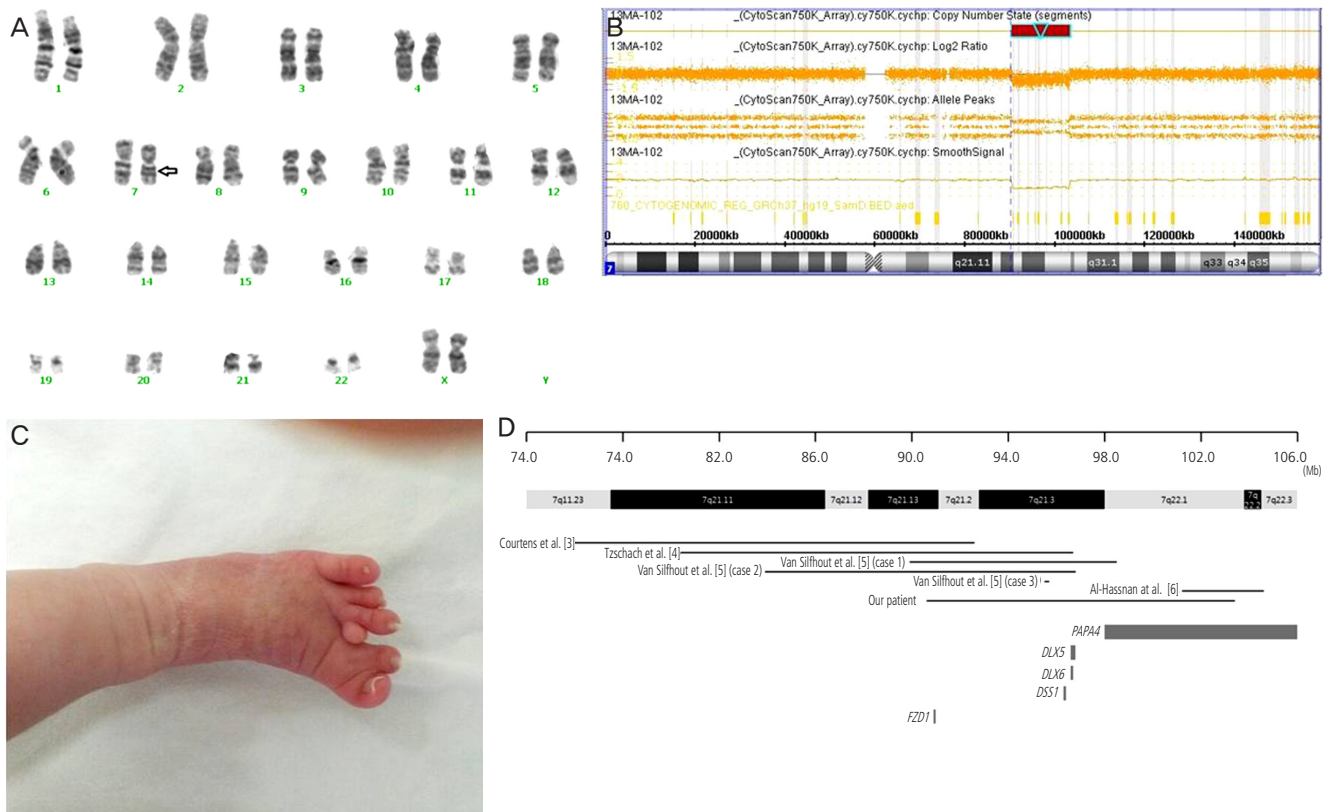 A
1 2 3 4 5
6 7 8 9 10 11 12
13 14 15 16 17 18
19 20 21 22 X Y
B
13MA-102 _(CytoScan750K_Array).cy750K.cychp: Copy Number State (segments)
13MA-102 _(CytoScan750K_Array).cy750K.cychp: Log2 Ratio
1.5
-1.5
13MA-102 _(CytoScan750K_Array).cy750K.cychp: Allele Peaks
13MA-102 _(CytoScan750K_Array).cy750K.cychp: SmoothSignal
4
0
760_CYTOGENOMIC_REG_GRCh37_hg19_SamD.BED.aed
0 20000kb 40000kb 60000kb 80000kb 100000kb 120000kb 140000kb
7 q21.11 q31.1 q33 q34 q35
C
D
74.0 74.0 82.0 86.0 90.0 94.0 98.0 102.0 106.0
(Mb)
7q11.23 7q21.11 7q21.12 7q21.13 7q21.2 7q21.3 7q22.1 7q22.2 7q22.3
Courtens et al. [3]
Tzschach et al. [4]
Van Silfhout et al. [5] (case 1)
Van Silfhout et al. [5] (case 2)
Van Silfhout et al. [5] (case 3)
Al-Hassnan at al. [6]
Our patient
PAPA4
DLX5
DLX6
DSS1
FZD1